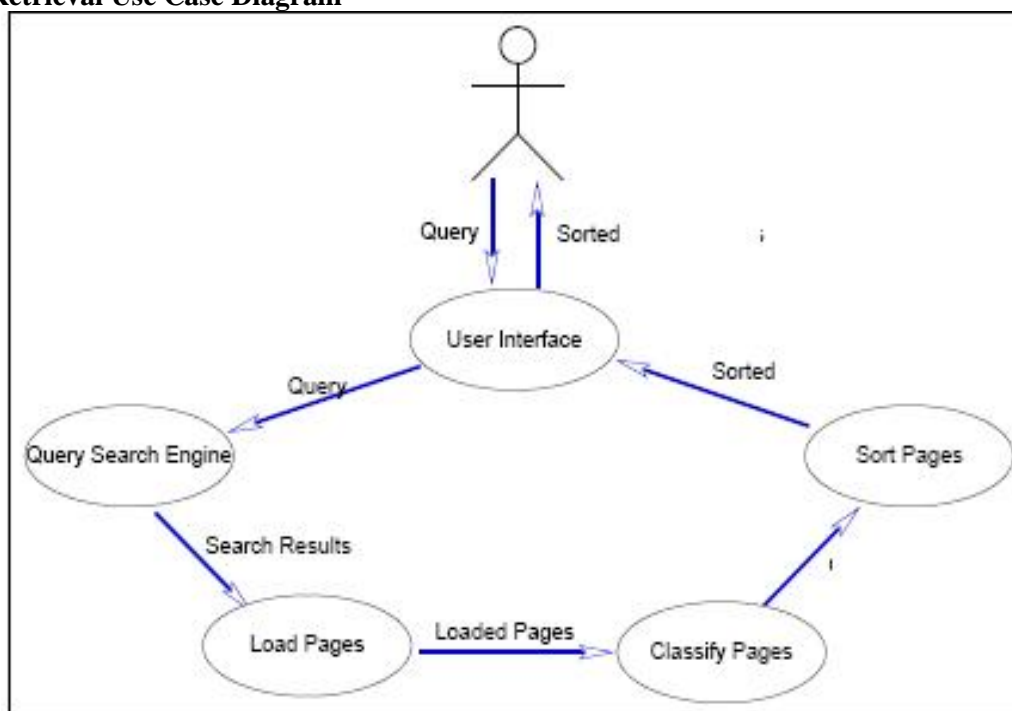 Retrieval Use Case Diagram
Query
Sorted
User Interface
Query
Sorted
Query Search Engine
Sort Pages
Search Results
Load Pages
Loaded Pages
Classify Pages